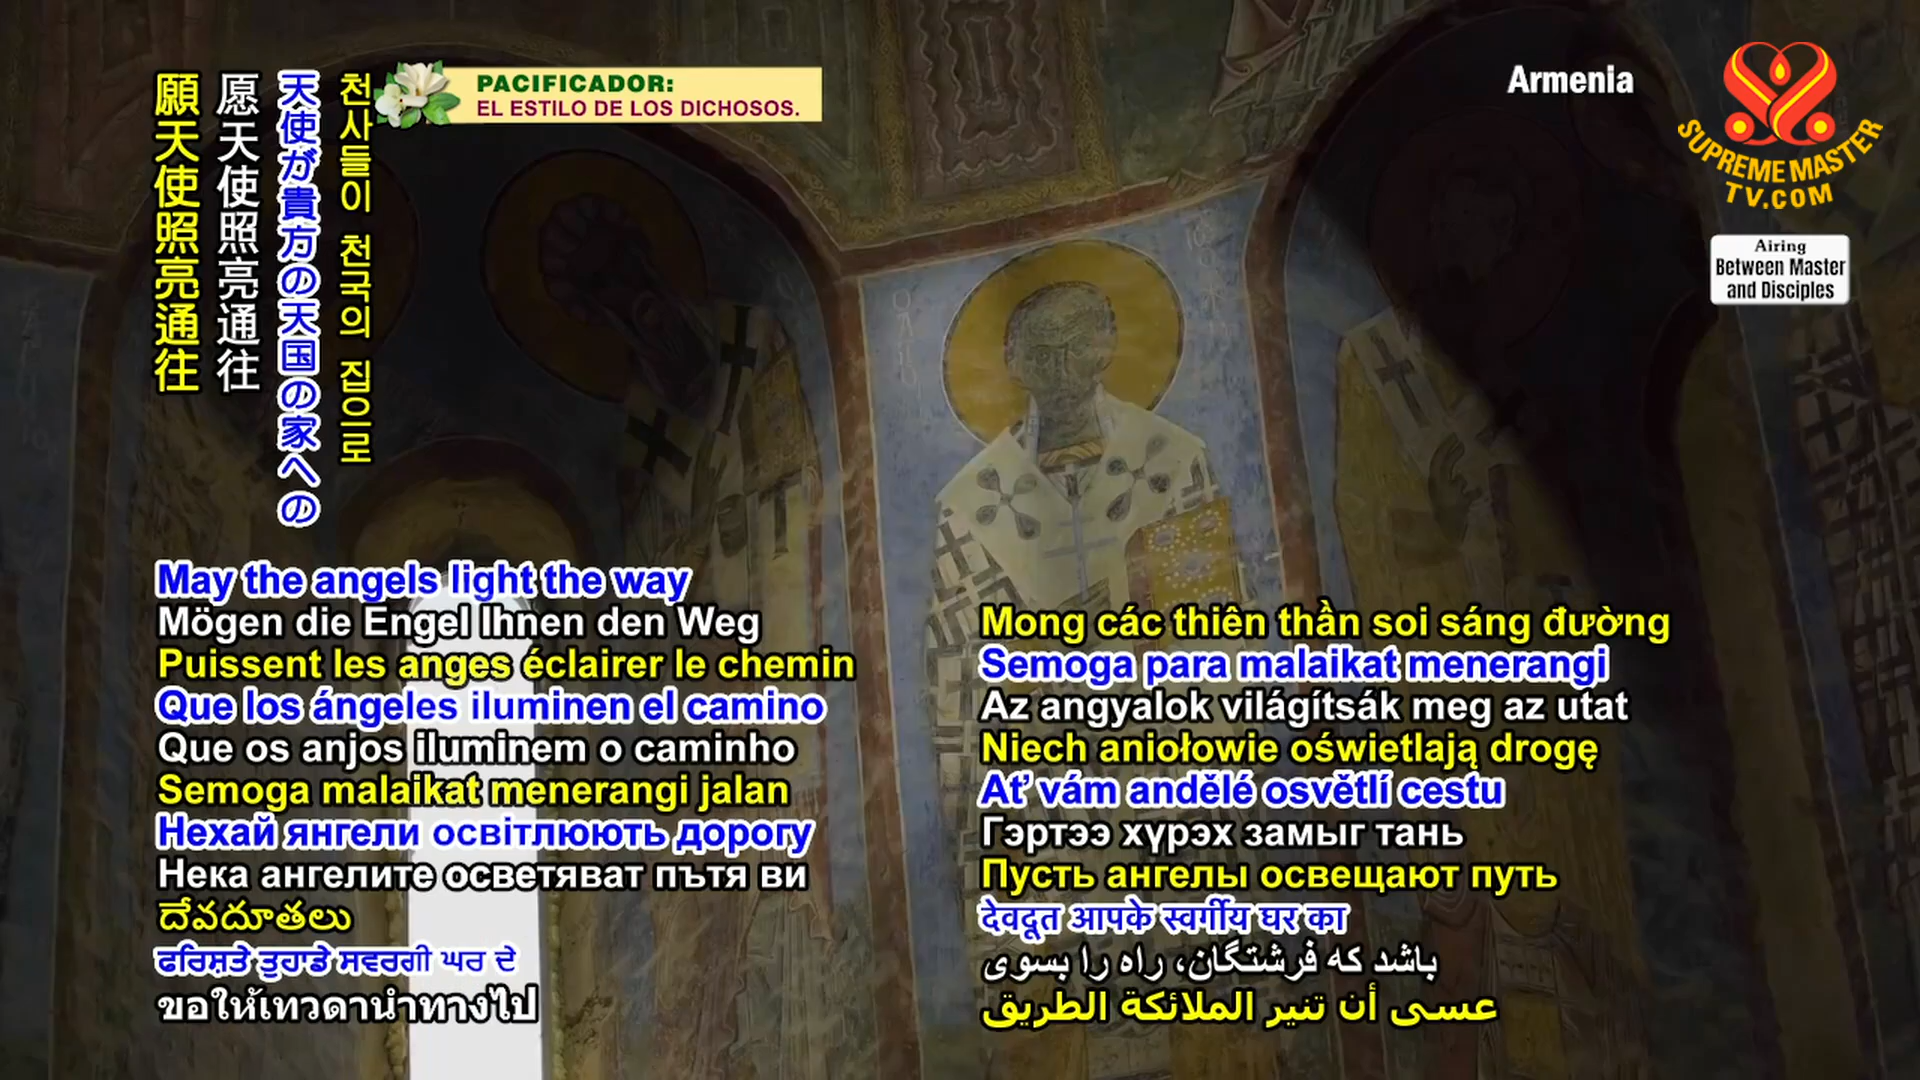 願天使照亮通往
愿天使照亮通往
天使が貴方の天国の家への
천사들이 천국의 집으로
PACIFICADOR:
EL ESTILO DE LOS DICHOSOS.
Armenia
SUPREME MASTER
TV.COM
Airing
Between Master
and Disciples
May the angels light the way
Mögen die Engel Ihnen den Weg
Puissent les anges éclairer le chemin
Que los ángeles iluminen el camino
Que os anjos iluminem o caminho
Semoga malaikat menerangi jalan
Нехай янгели освітлюють дорогу
Нека ангелите осветяват пътя ви
దేవదూతలు
ਫਰਿਸ਼ਤੇ ਤੁਹਾਡੇ ਸਵਰਗੀ ਘਰ ਦੇ
ขอให้เทวดานำทางไป
Mong các thiên thần soi sáng đường
Semoga para malaikat menerangi
Az angyalok világítsák meg az utat
Niech aniołowie oświetlają drogę
Ať vám andělé osvětlí cestu
Гэртээ хүрэх замыг тань
Пусть ангелы освещают путь
देवदूत आपके स्वर्गीय घर का
باشد که فرشتگان، راه را بسوی
عسى أن تنير الملائكة الطريق